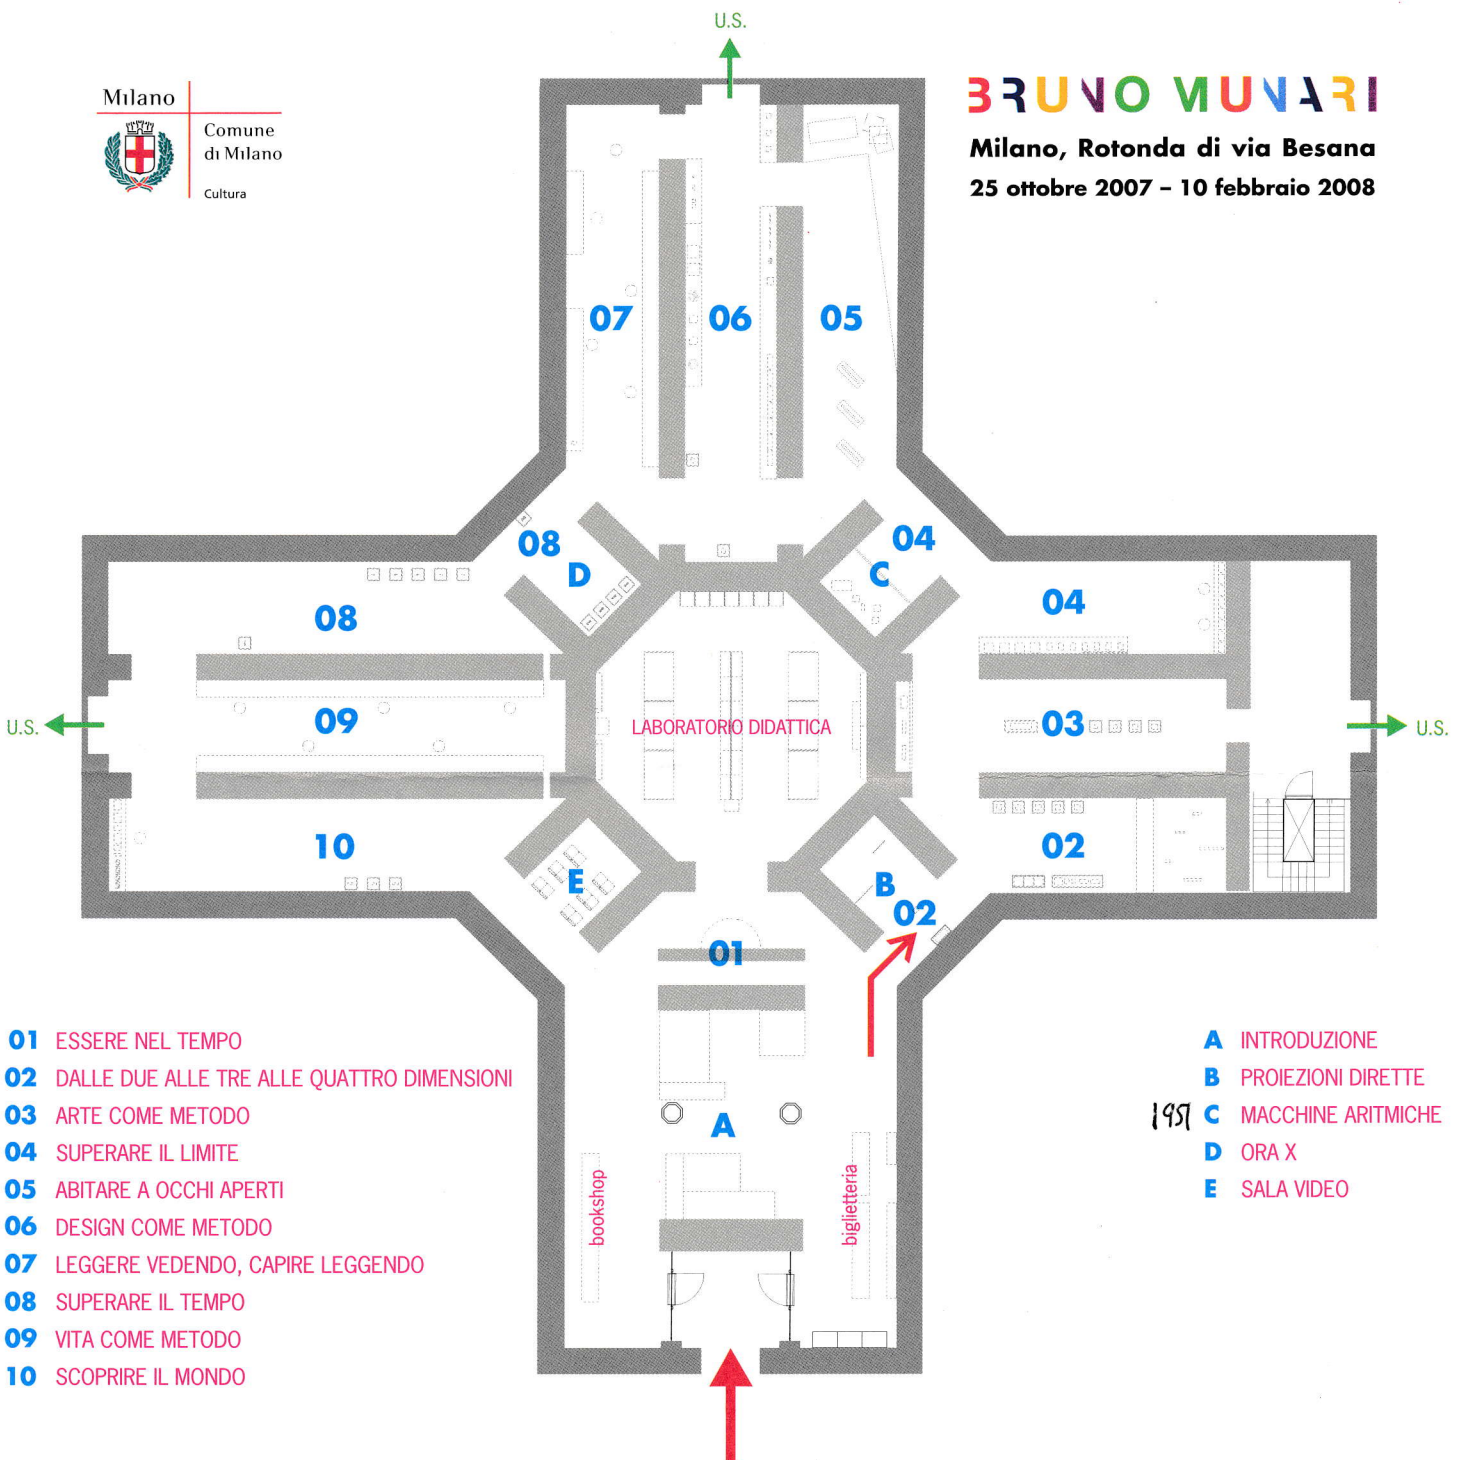 U.S.
Milano
Comune
di Milano
Cultura
BRUNO MUNARI
Milano, Rotonda di via Besana
25 ottobre 2007 – 10 febbraio 2008
07
06
05
08
D
04
C
08
04
U.S.
09
LABORATORIO DIDATTICA
03
U.S.
10
E
B
02
02
01
A
bookshop
biglietteria
01 ESSERE NEL TEMPO
02 DALLE DUE ALLE TRE ALLE QUATTRO DIMENSIONI
03 ARTE COME METODO
04 SUPERARE IL LIMITE
05 ABITARE A OCCHI APERTI
06 DESIGN COME METODO
07 LEGGERE VEDENDO, CAPIRE LEGGENDO
08 SUPERARE IL TEMPO
09 VITA COME METODO
10 SCOPRIRE IL MONDO
A INTRODUZIONE
B PROIEZIONI DIRETTE
1951 C MACCHINE ARITMICHE
D ORA X
E SALA VIDEO